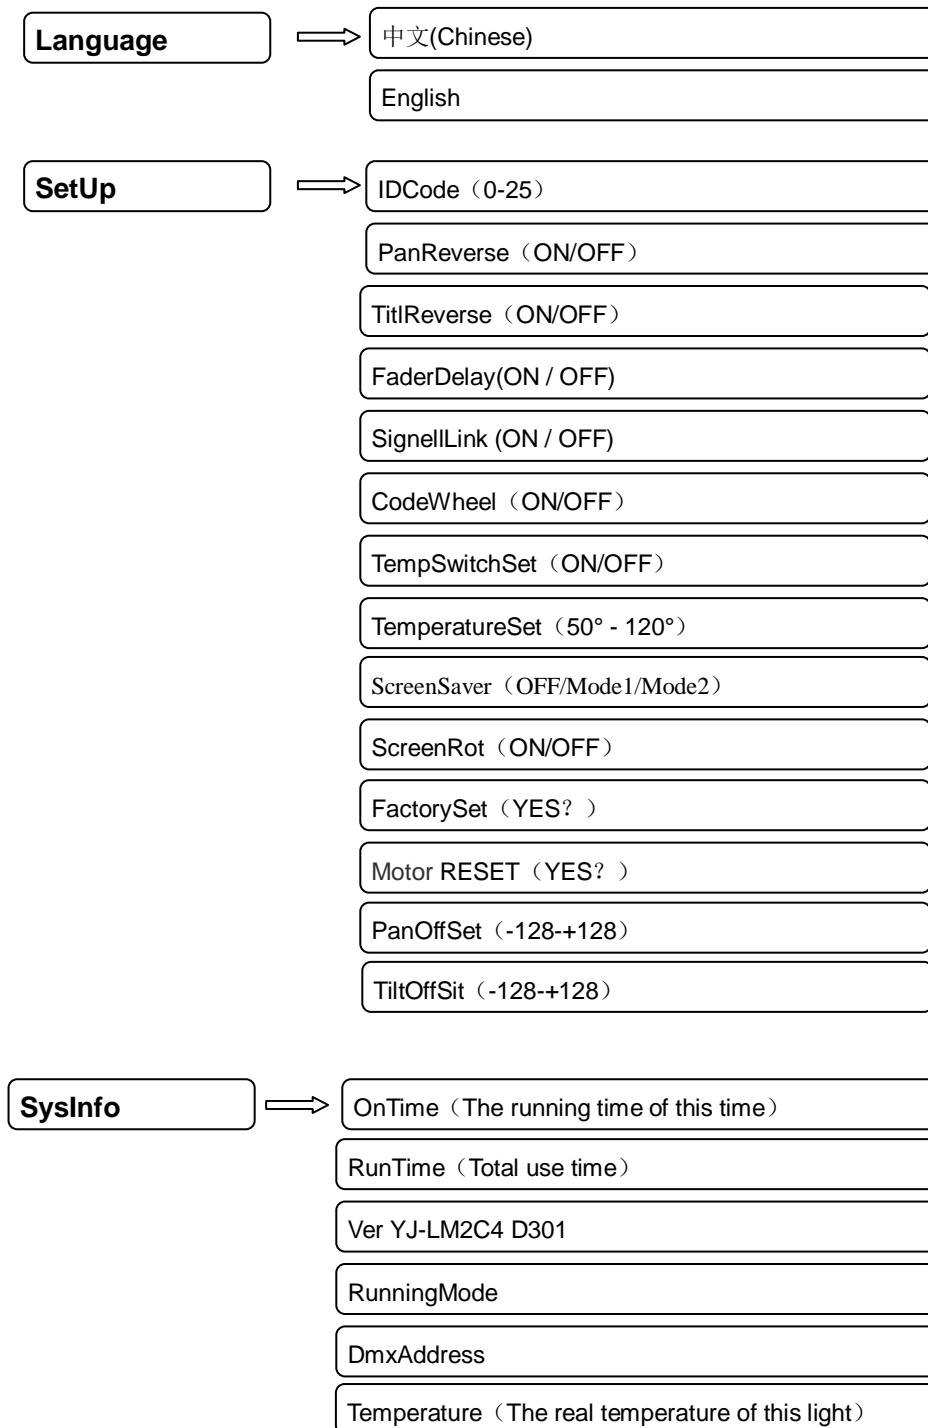 Language
中文(Chinese)
English
SetUp
IDCode（0-25）
PanReverse（ON/OFF）
TitlReverse（ON/OFF）
FaderDelay(ON / OFF)
SignellLink (ON / OFF)
CodeWheel（ON/OFF）
TempSwitchSet（ON/OFF）
TemperatureSet（50° - 120°）
ScreenSaver（OFF/Mode1/Mode2）
ScreenRot（ON/OFF）
FactorySet（YES？）
Motor RESET（YES？）
PanOffSet（-128-+128）
TiltOffSit（-128-+128）
SysInfo
OnTime（The running time of this time）
RunTime（Total use time）
Ver YJ-LM2C4 D301
RunningMode
DmxAddress
Temperature（The real temperature of this light）